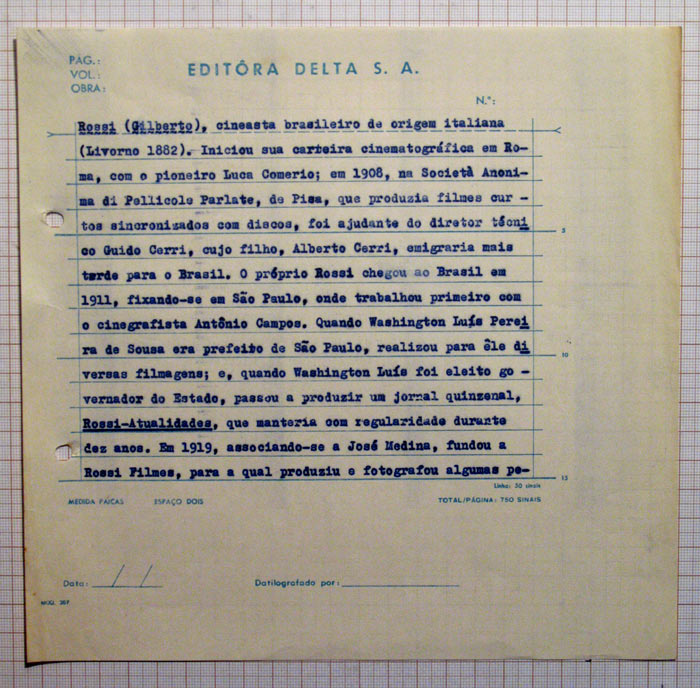 PÁG.:
EDITÔRA DELTA S. A.
VOL.:
OBRA:
N.º:
Rossi (Gilberto), cineasta brasileiro de origem italiana
(Livorno 1882). Iniciou sua carreira cinematográfica em Ro-
ma, com o pioneiro Luca Comerio; em 1908, na Società Anoni-
ma di Pellicole Parlate, de Pisa, que produzia filmes cur -
tos sincronizados com discos, foi ajudante do diretor técni
5
co Guido Cerri, cujo filho, Alberto Cerri, emigraria mais
tarde para o Brasil. O próprio Rossi chegou ao Brasil em
1911, fixando-se em São Paulo, onde trabalhou primeiro com
o cinegrafista Antônio Campos. Quando Washington Luís Perei
ra de Sousa era prefeito de São Paulo, realizou para êle di
10
versas filmagens; e, quando Washington Luís foi eleito go -
vernador do Estado, passou a produzir um jornal quinzenal,
Rossi-Atualidades, que manteria com regularidade durante
dez anos. Em 1919, associando-se a José Medina, fundou a
Rossi Filmes, para a qual produziu e fotografou algumas pe-
15
Linha: 50 sinais
MEDIDA PAICAS ESPAÇO DOIS TOTAL/PÁGINA: 750 SINAIS
Data: / / Datilografado por:
MOD. 367